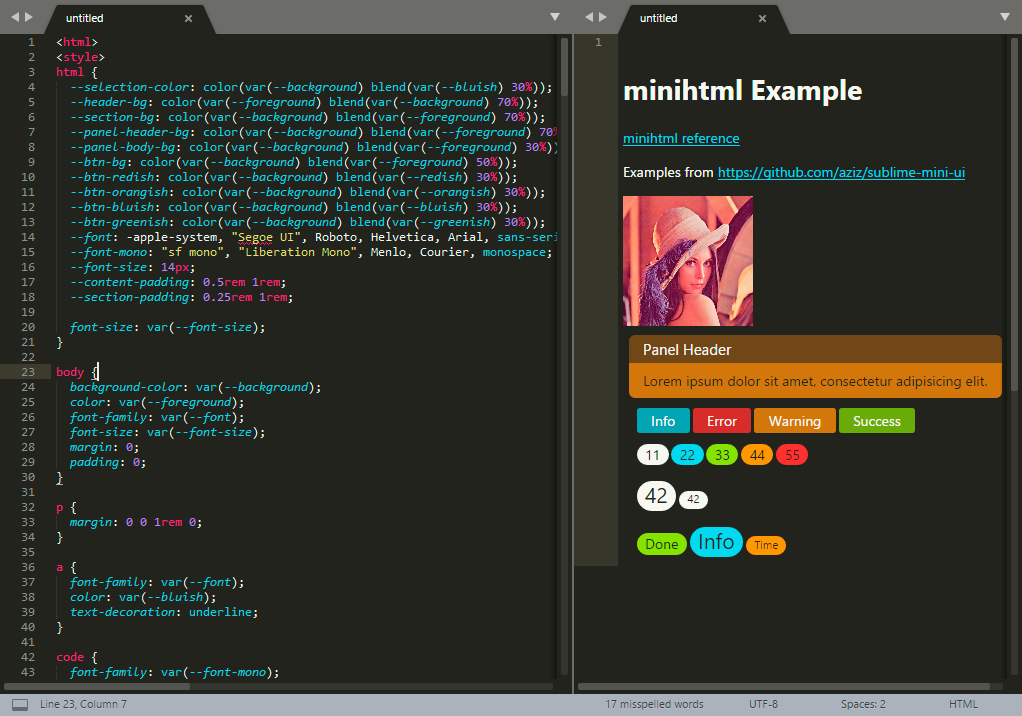 untitled
1 <html>
2 <style>
3 html {
4 --selection-color: color(var(--background) blend(var(--bluish) 30%));
5 --header-bg: color(var(--foreground) blend(var(--background) 70%));
6 --section-bg: color(var(--background) blend(var(--foreground) 70%));
7 --panel-header-bg: color(var(--background) blend(var(--foreground) 70%
8 --panel-body-bg: color(var(--background) blend(var(--foreground) 30%))
9 --btn-bg: color(var(--background) blend(var(--foreground) 50%));
10 --btn-redish: color(var(--background) blend(var(--redish) 30%));
11 --btn-orangish: color(var(--background) blend(var(--orangish) 30%));
12 --btn-bluish: color(var(--background) blend(var(--bluish) 30%));
13 --btn-greenish: color(var(--background) blend(var(--greenish) 30%));
14 --font: -apple-system, "Segoe UI", Roboto, Helvetica, Arial, sans-seri
15 --font-mono: "sf mono", "Liberation Mono", Menlo, Courier, monospace;
16 --font-size: 14px;
17 --content-padding: 0.5rem 1rem;
18 --section-padding: 0.25rem 1rem;
19
20 font-size: var(--font-size);
21 }
22
23 body {
24 background-color: var(--background);
25 color: var(--foreground);
26 font-family: var(--font);
27 font-size: var(--font-size);
28 margin: 0;
29 padding: 0;
30 }
31
32 p {
33 margin: 0 0 1rem 0;
34 }
35
36 a {
37 font-family: var(--font);
38 color: var(--bluish);
39 text-decoration: underline;
40 }
41
42 code {
43 font-family: var(--font-mono);
untitled
1
minihtml Example
minihtml reference
Examples from https://github.com/aziz/sublime-mini-ui
Panel Header
Lorem ipsum dolor sit amet, consectetur adipisicing elit.
Info Error Warning Success
11 22 33 44 55
42 42
Done Info Time
Line 23, Column 7 17 misspelled words UTF-8 Spaces: 2 HTML